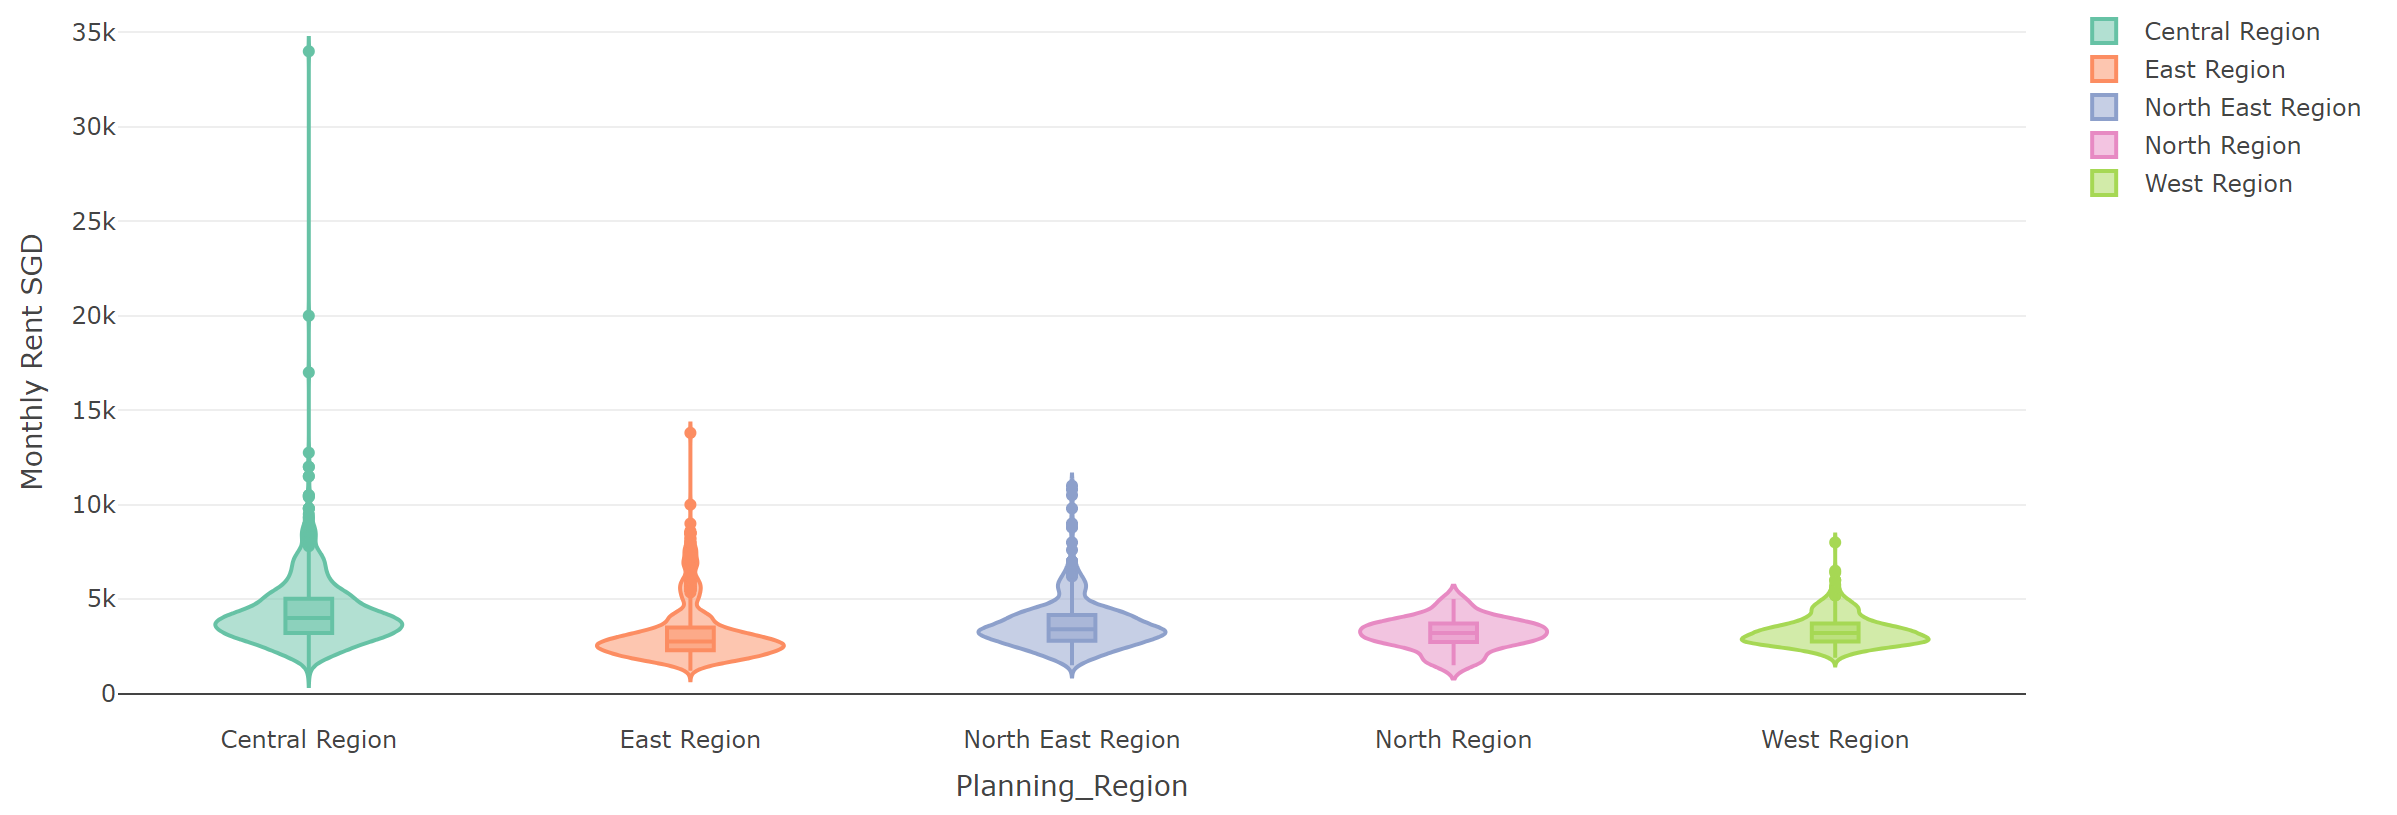 Monthly Rent SGD
35k
30k
25k
20k
15k
10k
5k
0
Central Region
East Region
North East Region
North Region
West Region
Planning_Region
Central Region
East Region
North East Region
North Region
West Region